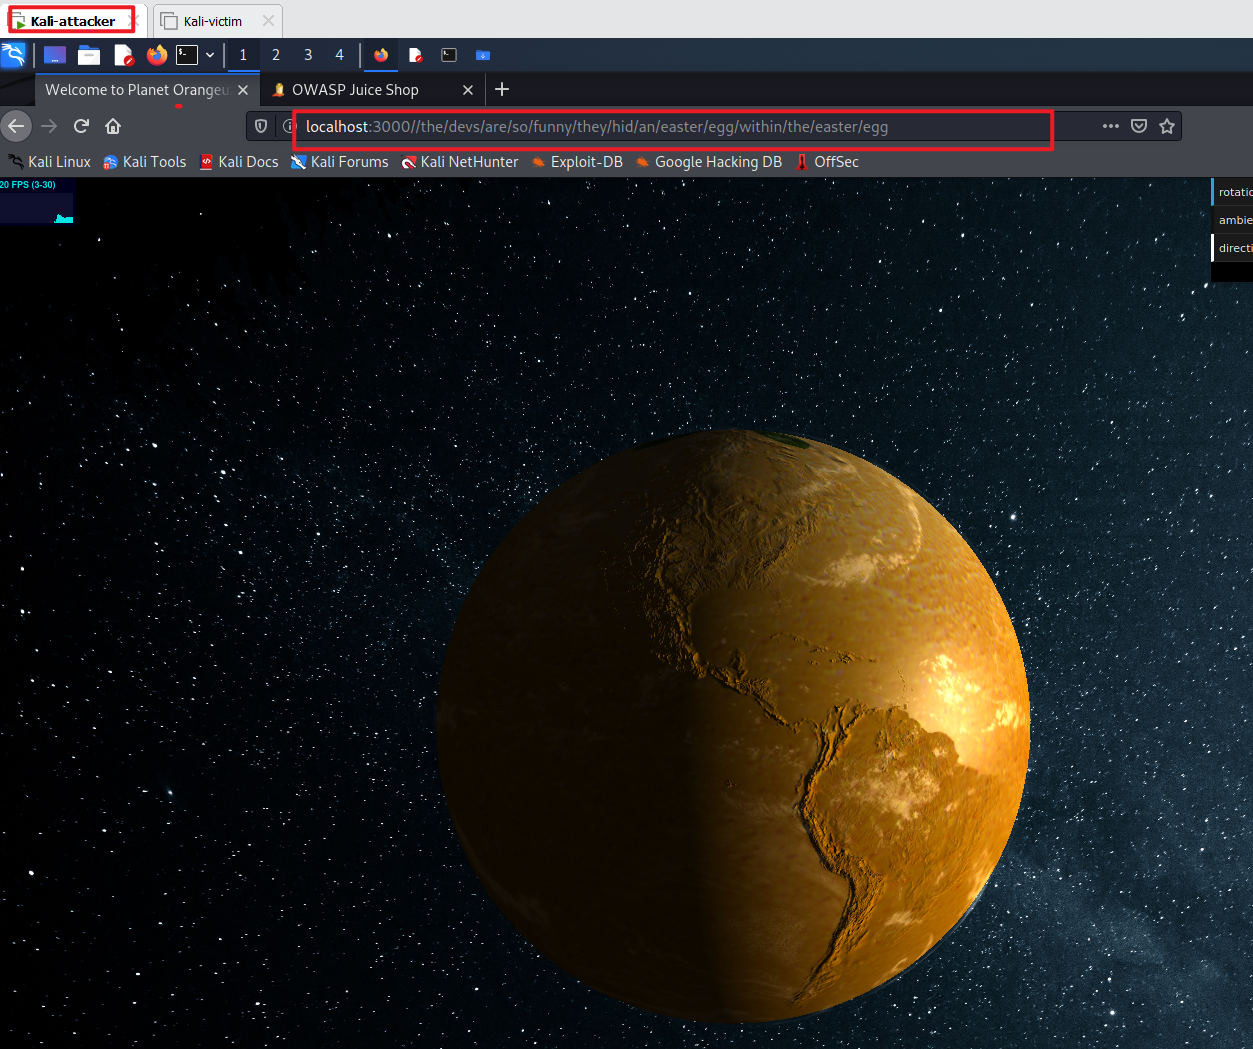 Kali-attacker Kali-victim
1 2 3 4
Welcome to Planet Orangeu OWASP Juice Shop
localhost:3000//the/devs/are/so/funny/they/hid/an/easter/egg/within/the/easter/egg
Kali Linux Kali Tools Kali Docs Kali Forums Kali NetHunter Exploit-DB Google Hacking DB OffSec
20 FPS (3-30)
rotatio
ambie
directi